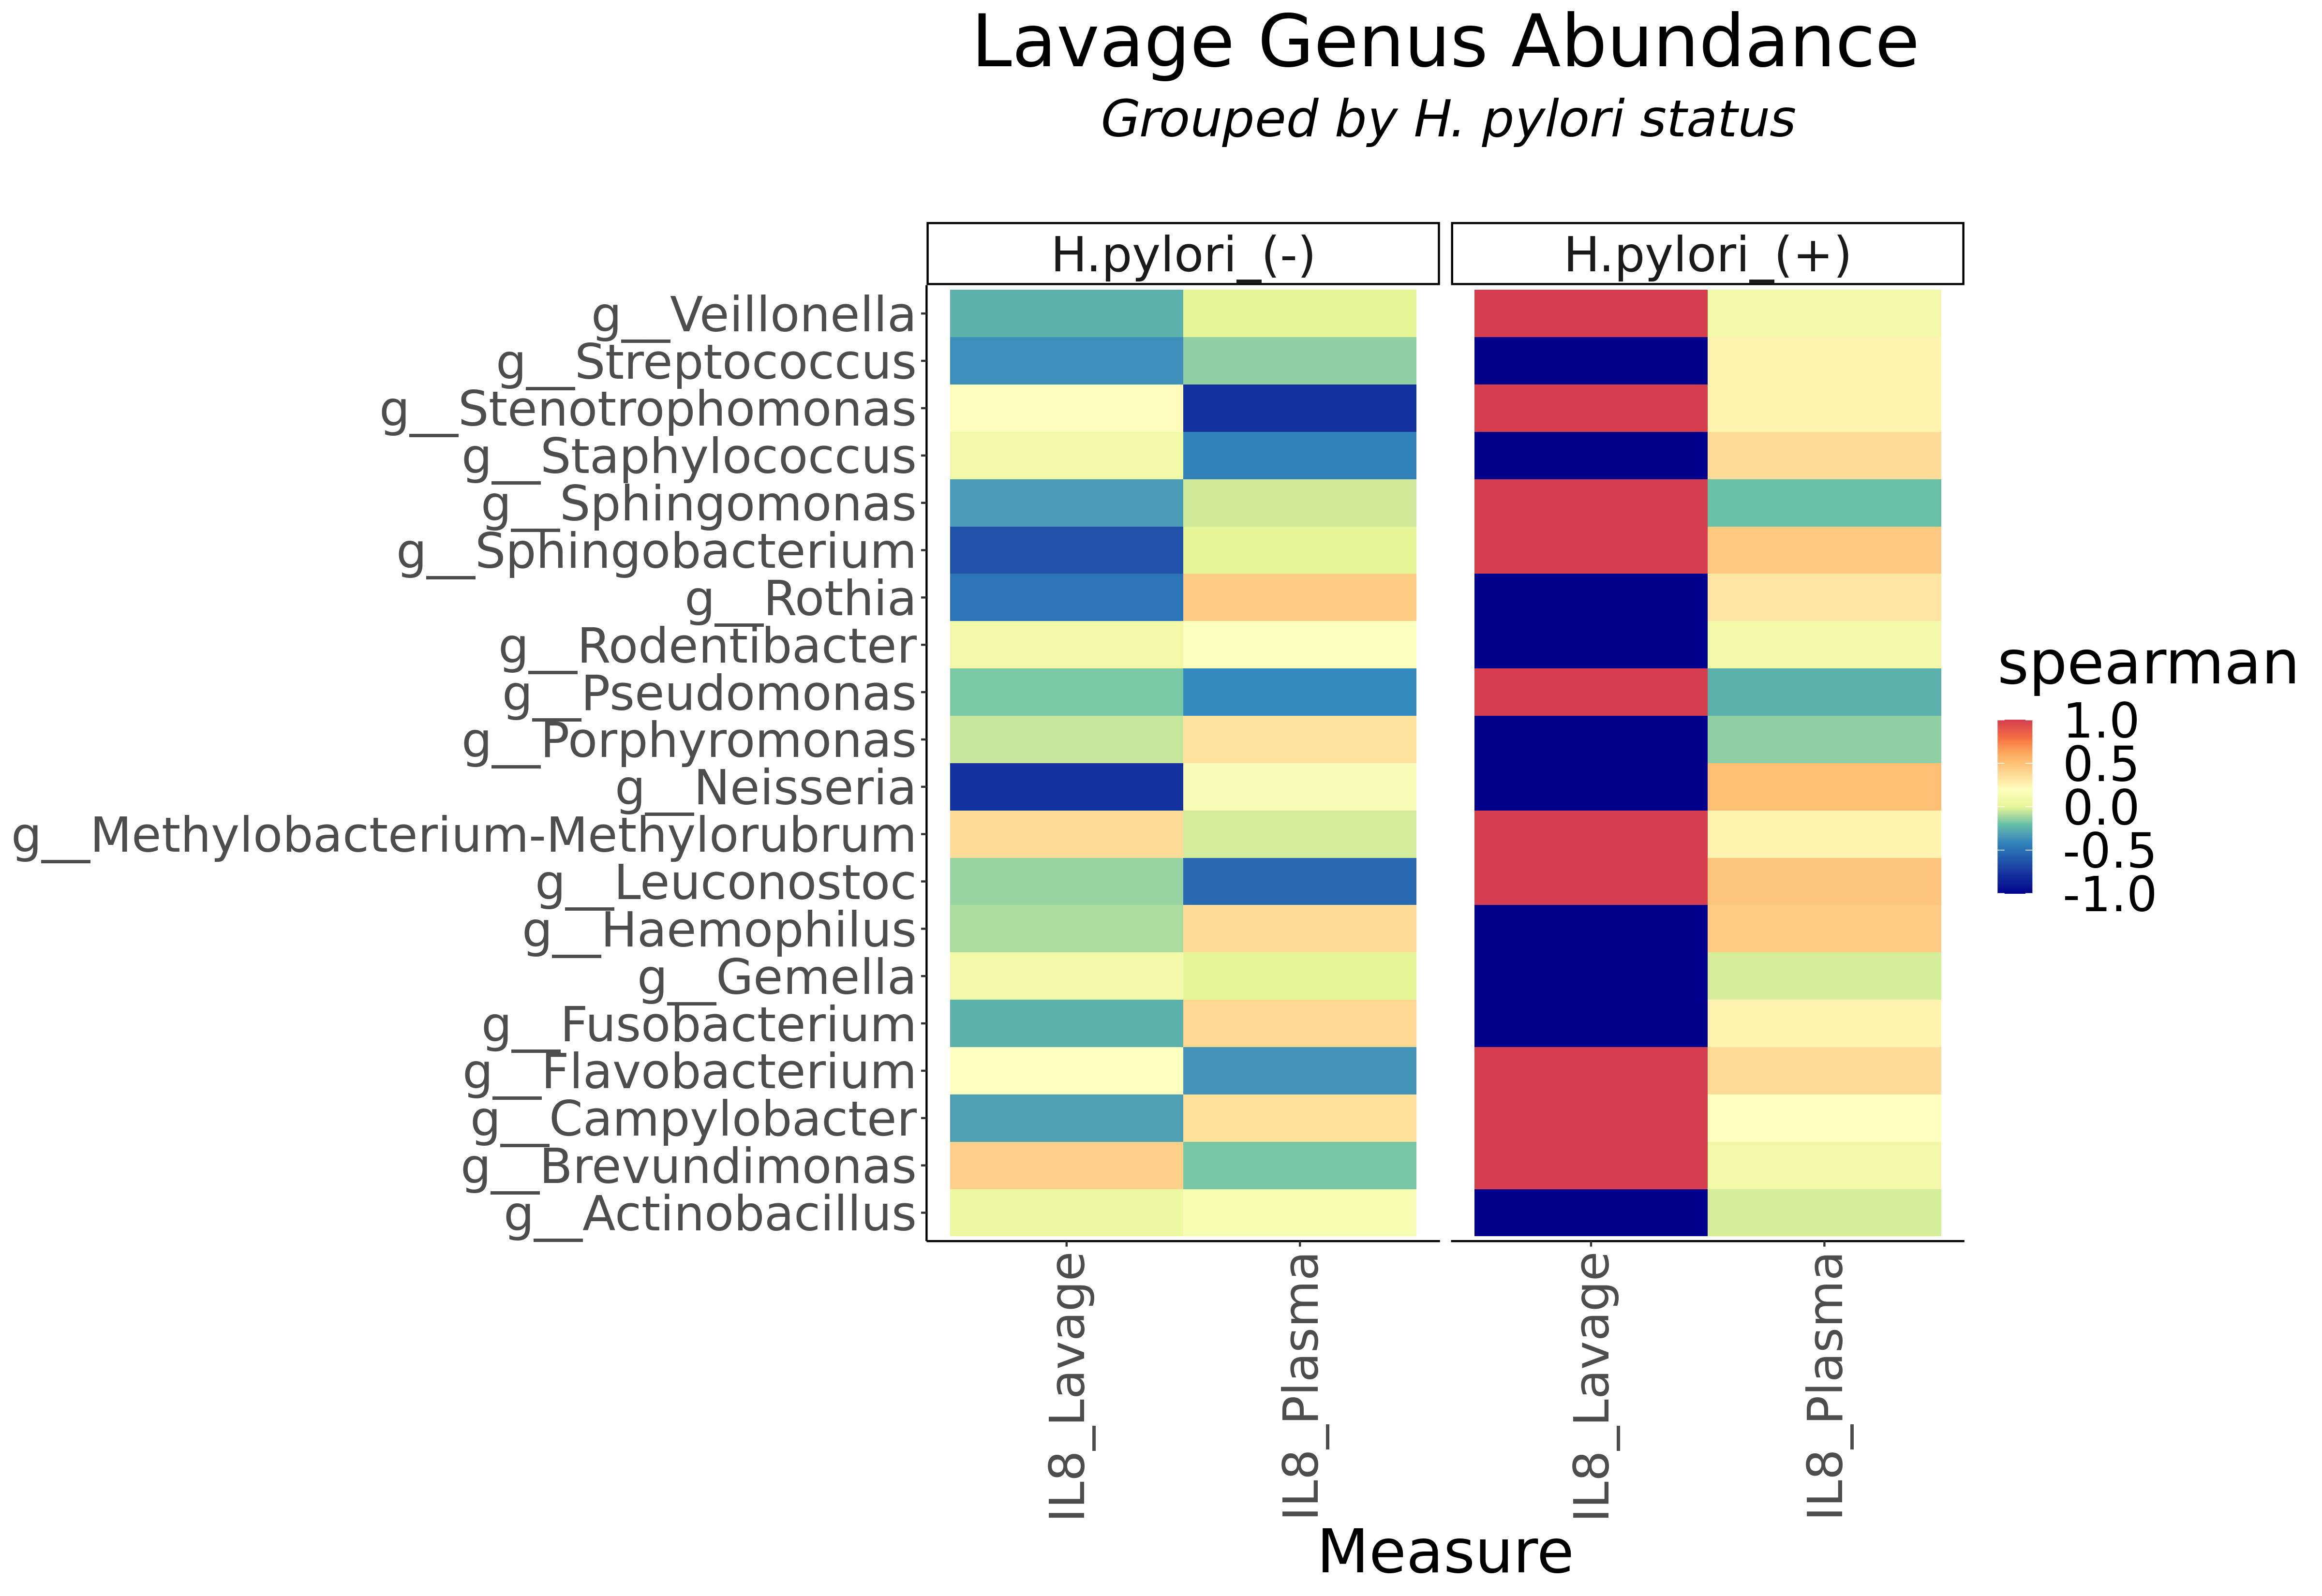 Lavage Genus Abundance
Grouped by H. pylori status
H.pylori_(-)
H.pylori_(+)
g__Veillonella
g__Streptococcus
g__Stenotrophomonas
g__Staphylococcus
g__Sphingomonas
g__Sphingobacterium
g__Rothia
g__Rodentibacter
g__Pseudomonas
g__Porphyromonas
g__Neisseria
g__Methylobacterium-Methylorubrum
g__Leuconostoc
g__Haemophilus
g__Gemella
g__Fusobacterium
g__Flavobacterium
g__Campylobacter
g__Brevundimonas
g__Actinobacillus
IL8_Lavage
IL8_Plasma
IL8_Lavage
IL8_Plasma
Measure
spearman
1.0
0.5
0.0
-0.5
-1.0